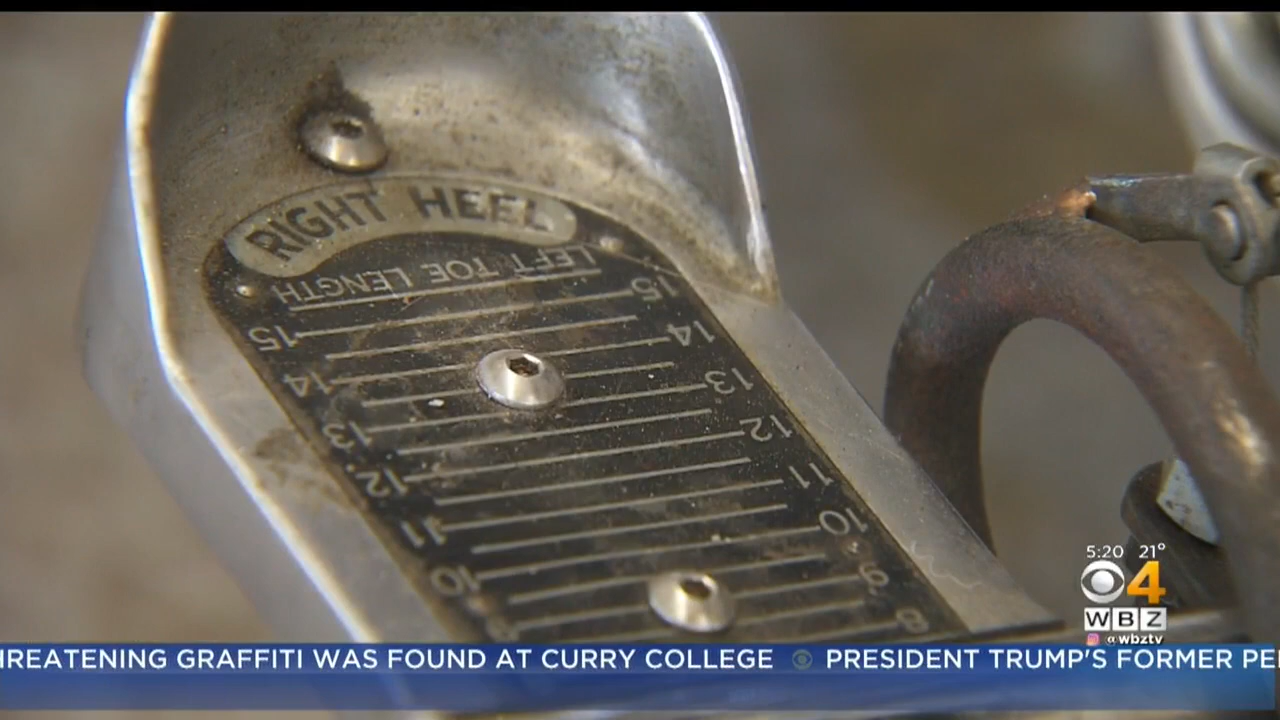 RIGHT HEEL
LEFT TOE LENGTH
15 15
14 14
13 13
12 12
11 11
10 10
9
8
5:20 21°
4
WBZ
@wbztv
HREATENING GRAFFITI WAS FOUND AT CURRY COLLEGE PRESIDENT TRUMP'S FORMER PE